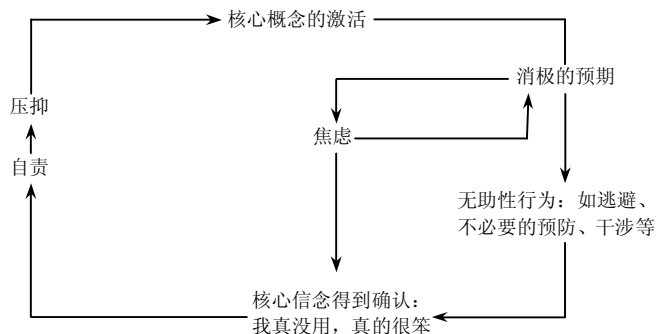 核心概念的激活
消极的预期
压抑
焦虑
自责
无助性行为：如逃避、
不必要的预防、干涉等
核心信念得到确认：
我真没用，真的很笨